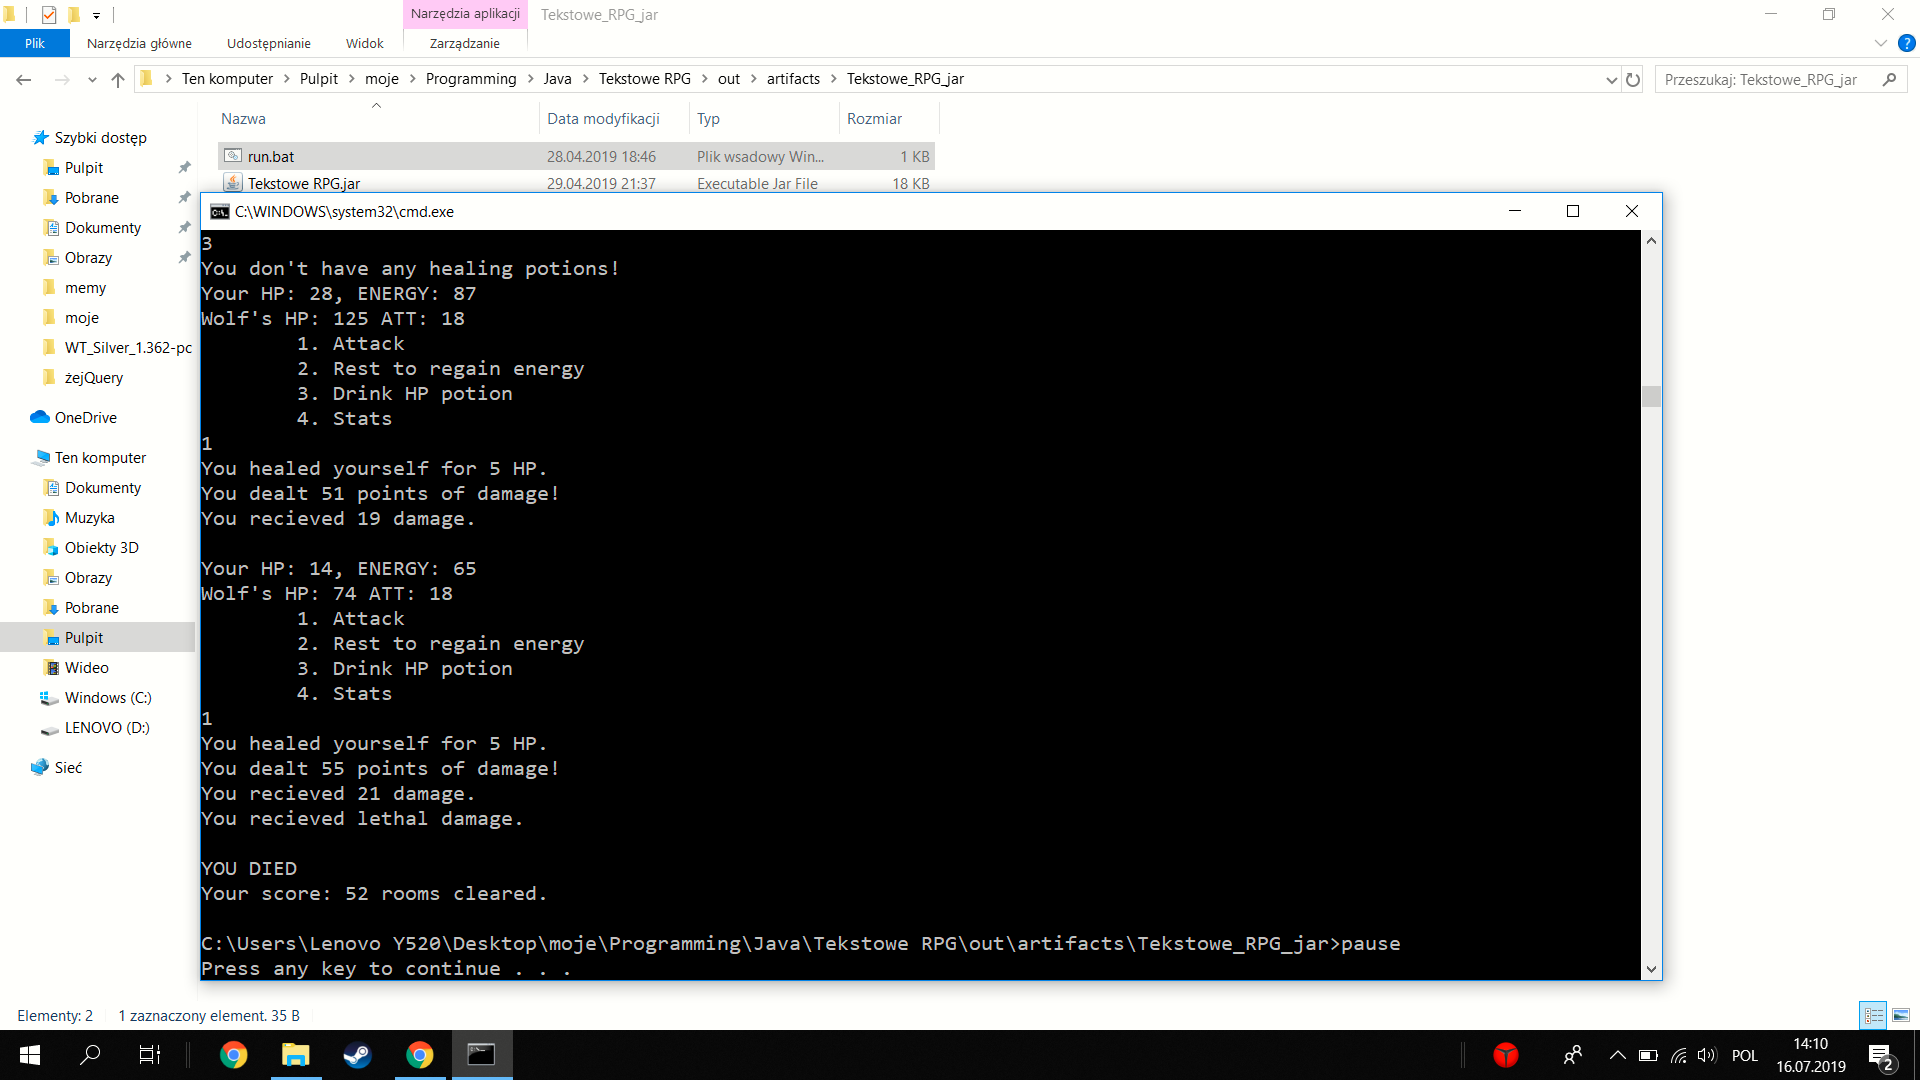 Narzędzia aplikacji
Tekstowe_RPG_jar
Plik
Narzędzia główne
Udostępnianie
Widok
Zarządzanie
?
Ten komputer
Pulpit
moje
Programming
Java
Tekstowe RPG
out
artifacts
Tekstowe_RPG_jar
Przeszukaj: Tekstowe_RPG_jar
Nazwa
Data modyfikacji
Typ
Rozmiar
run.bat
28.04.2019 18:46
Plik wsadowy Win...
1 KB
Tekstowe RPG.jar
29.04.2019 21:37
Executable Jar File
18 KB
Szybki dostęp
Pulpit
Pobrane
Dokumenty
Obrazy
memy
moje
WT_Silver_1.362-pc
żejQuery
OneDrive
Ten komputer
Dokumenty
Muzyka
Obiekty 3D
Obrazy
Pobrane
Pulpit
Wideo
Windows (C:)
LENOVO (D:)
Sieć
C:\WINDOWS\system32\cmd.exe
3
You don't have any healing potions!
Your HP: 28, ENERGY: 87
Wolf's HP: 125 ATT: 18
1. Attack
2. Rest to regain energy
3. Drink HP potion
4. Stats
1
You healed yourself for 5 HP.
You dealt 51 points of damage!
You recieved 19 damage.
Your HP: 14, ENERGY: 65
Wolf's HP: 74 ATT: 18
1. Attack
2. Rest to regain energy
3. Drink HP potion
4. Stats
1
You healed yourself for 5 HP.
You dealt 55 points of damage!
You recieved 21 damage.
You recieved lethal damage.
YOU DIED
Your score: 52 rooms cleared.
C:\Users\Lenovo Y520\Desktop\moje\Programming\Java\Tekstowe RPG\out\artifacts\Tekstowe_RPG_jar>pause
Press any key to continue . . .
Elementy: 2
1 zaznaczony element. 35 B
POL
14:10
16.07.2019
2